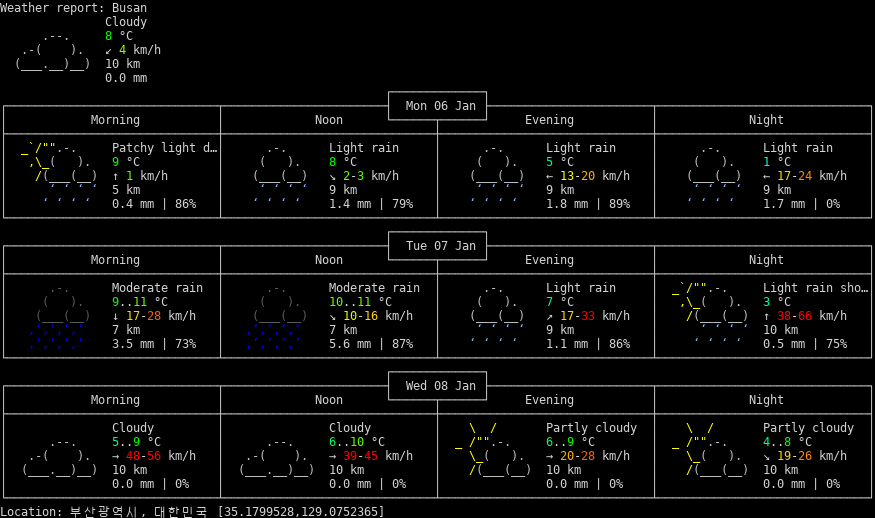 Weather report: Busan
Cloudy
8 °C
↙ 4 km/h
10 km
0.0 mm
Mon 06 Jan
Morning Noon Evening Night
Patchy light d… Light rain Light rain Light rain
9 °C 8 °C 5 °C 1 °C
↑ 1 km/h ↘ 2-3 km/h ← 13-20 km/h ← 17-24 km/h
5 km 9 km 9 km 9 km
0.4 mm | 86% 1.4 mm | 79% 1.8 mm | 89% 1.7 mm | 0%
Tue 07 Jan
Morning Noon Evening Night
Moderate rain Moderate rain Light rain Light rain sho…
9..11 °C 10..11 °C 7 °C 3 °C
↓ 17-28 km/h ↘ 10-16 km/h ↗ 17-33 km/h ↑ 38-66 km/h
7 km 7 km 9 km 10 km
3.5 mm | 73% 5.6 mm | 87% 1.1 mm | 86% 0.5 mm | 75%
Wed 08 Jan
Morning Noon Evening Night
Cloudy Cloudy Partly cloudy Partly cloudy
5..9 °C 6..10 °C 6..9 °C 4..8 °C
→ 48-56 km/h → 39-45 km/h → 20-28 km/h ↘ 19-26 km/h
10 km 10 km 10 km 10 km
0.0 mm | 0% 0.0 mm | 0% 0.0 mm | 0% 0.0 mm | 0%
Location: 부산광역시, 대한민국 [35.1799528,129.0752365]